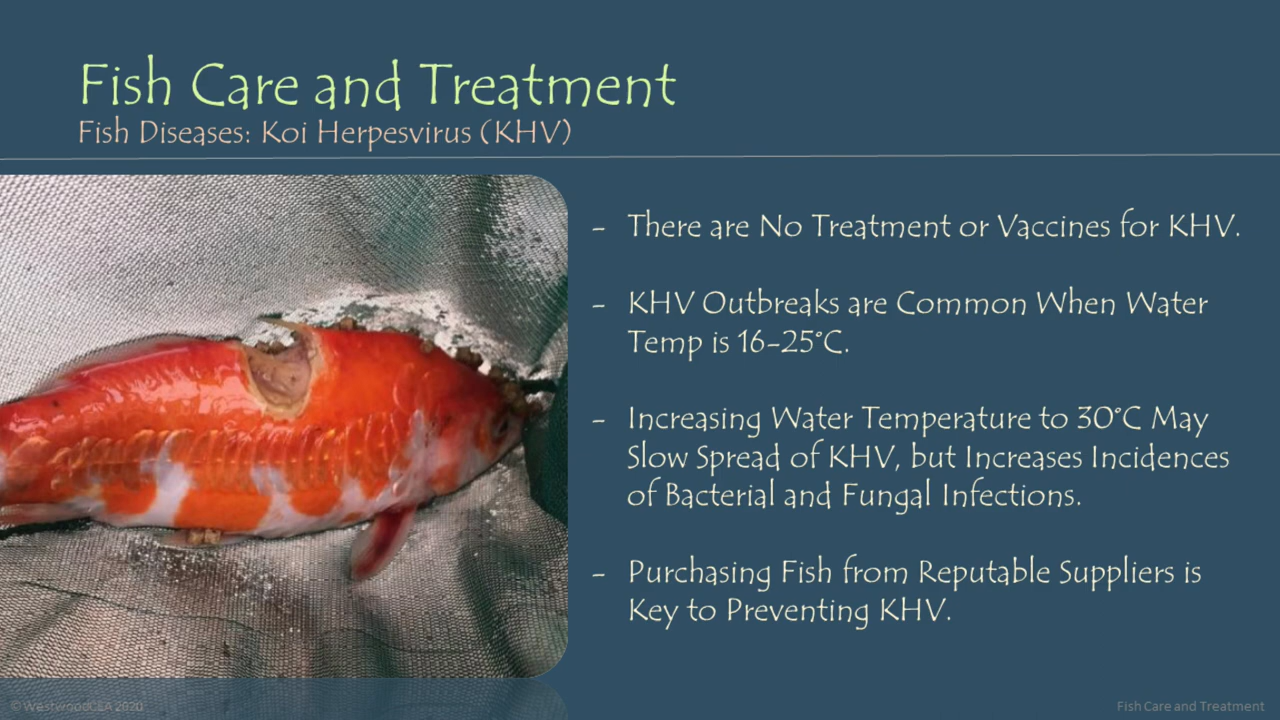 Fish Care and Treatment
Fish Diseases: Koi Herpesvirus (KHV)
- There are No Treatment or Vaccines for KHV.
- KHV Outbreaks are Common When Water
Temp is 16-25°C.
- Increasing Water Temperature to 30°C May
Slow Spread of KHV, but Increases Incidences
of Bacterial and Fungal Infections.
- Purchasing Fish from Reputable Suppliers is
Key to Preventing KHV.
© WestwoodCEA 2020
Fish Care and Treatment